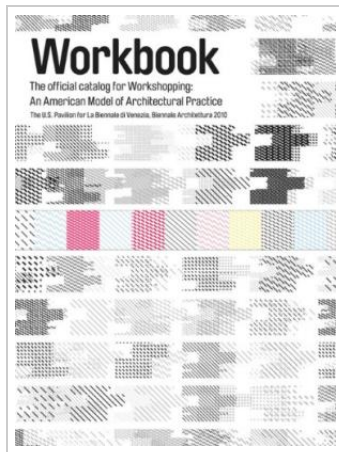 Workbook
The official catalog for Workshopping:
An American Model of Architectural Practice
The U.S. Pavilion for La Biennale di Venezia, Biennale Architettura 2010